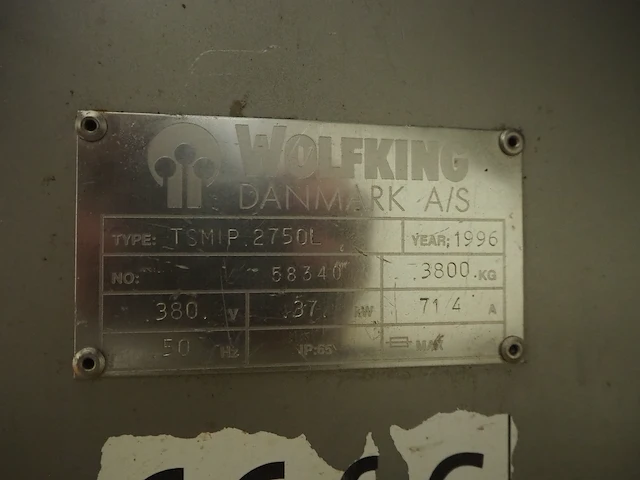 WOLFKING
DANMARK A/S
TYPE: TSMIP 2750L YEAR; 1996
NO: 58340 3800.KG
380. V 37. KW 71 4 A
50 Hz IP:65 MAX